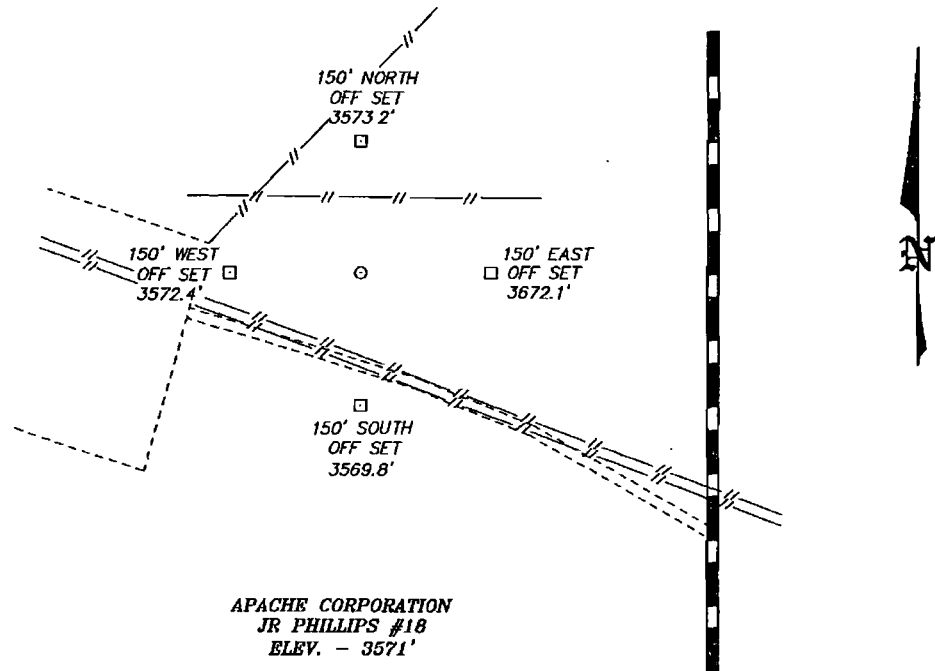 150' NORTH
OFF SET
3573 2'
150' WEST
OFF SET
3572.4'
150' EAST
OFF SET
3672.1'
150' SOUTH
OFF SET
3569.8'
N
APACHE CORPORATION
JR PHILLIPS #18
ELEV. - 3571'